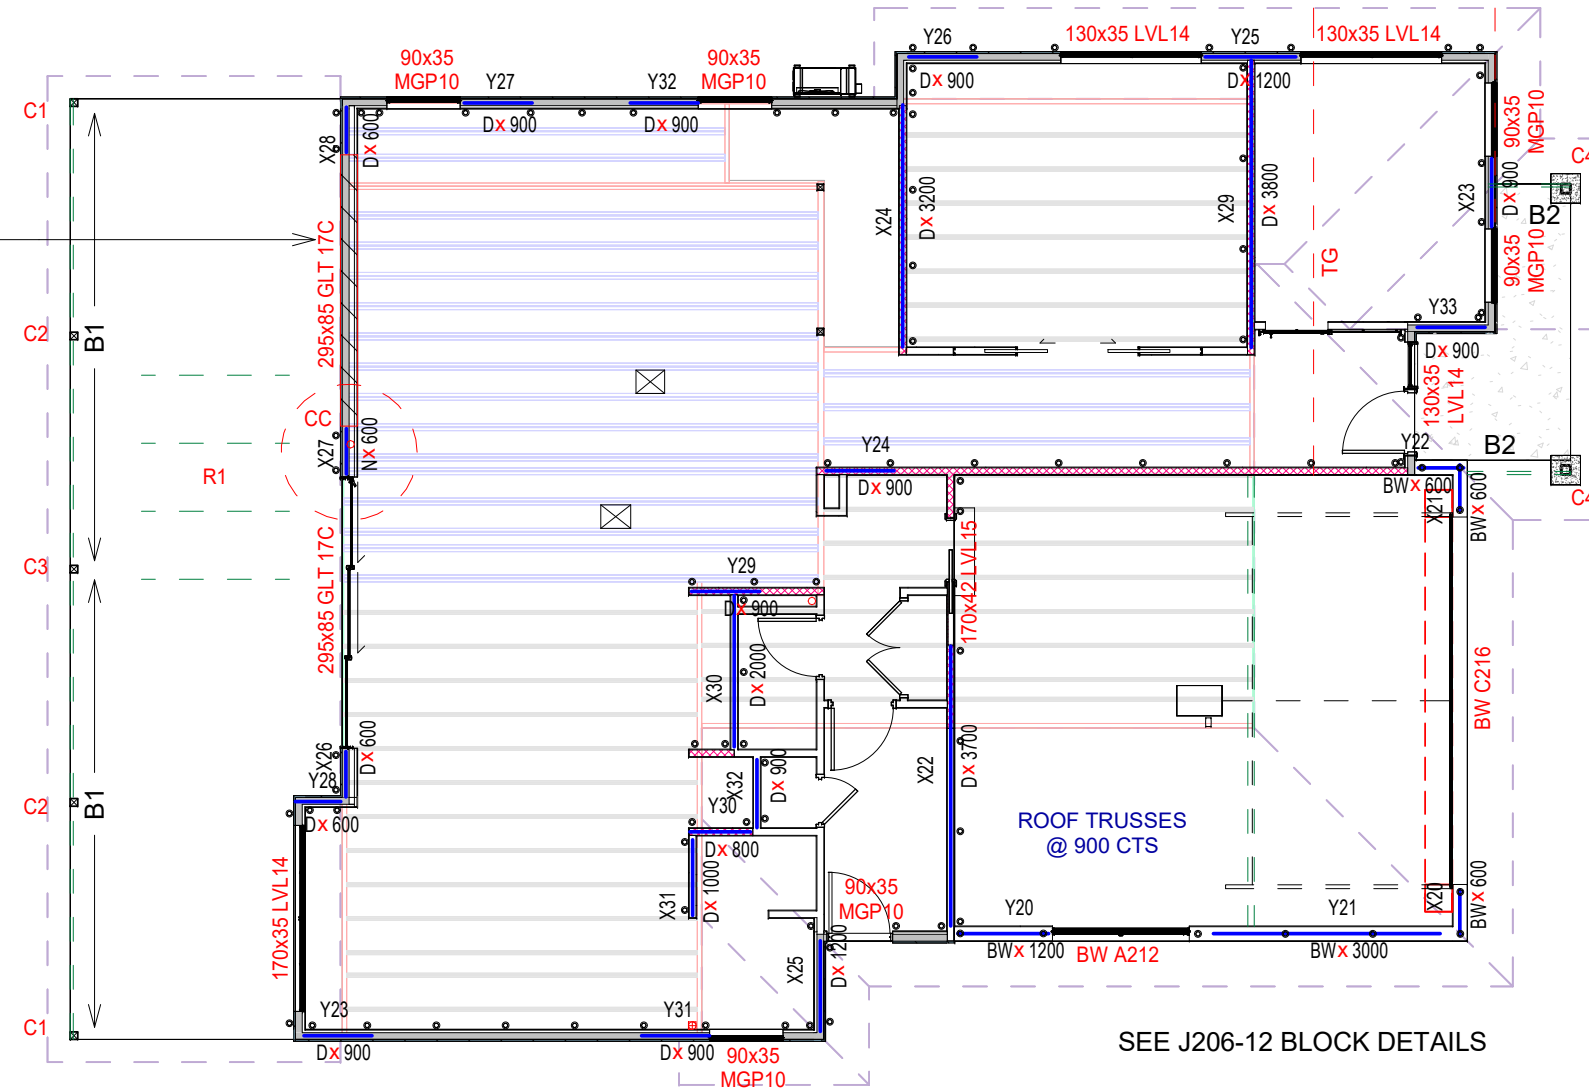 Y26
130x35 LVL14
Y25
130x35 LVL14
90x35
MGP10
Y27
Y32
90x35
MGP10
D x 900
D x 1200
C1
X28
D x 600
D x 900
D x 900
90x35
MGP10
C4
X24
D x 3200
X29
D x 3800
X23
D x 900
B2
295x85 GLT 17C
TG
90x35
MGP10
C2
B1
Y33
D x 900
130x35
LVL14
CC
X27
N x 600
R1
Y24
D x 900
Y22
B2
BW x 600
X21
BW x 600
C4
295x85 GLT 17C
170x42 LVL15
C3
Y29
D x 900
X30
D x 2000
BW C216
X26
D x 600
Y28
D x 600
X32
D x 900
X22
D x 3700
C2
B1
Y30
D x 800
ROOF TRUSSES
@ 900 CTS
170x35 LVL14
X31
D x 1000
90x35
MGP10
Y20
Y21
X20
BW x 600
X25
D x 1200
BW x 1200
BW A212
BW x 3000
C1
Y23
Y31
D x 900
D x 900
90x35
MGP10
SEE J206-12 BLOCK DETAILS